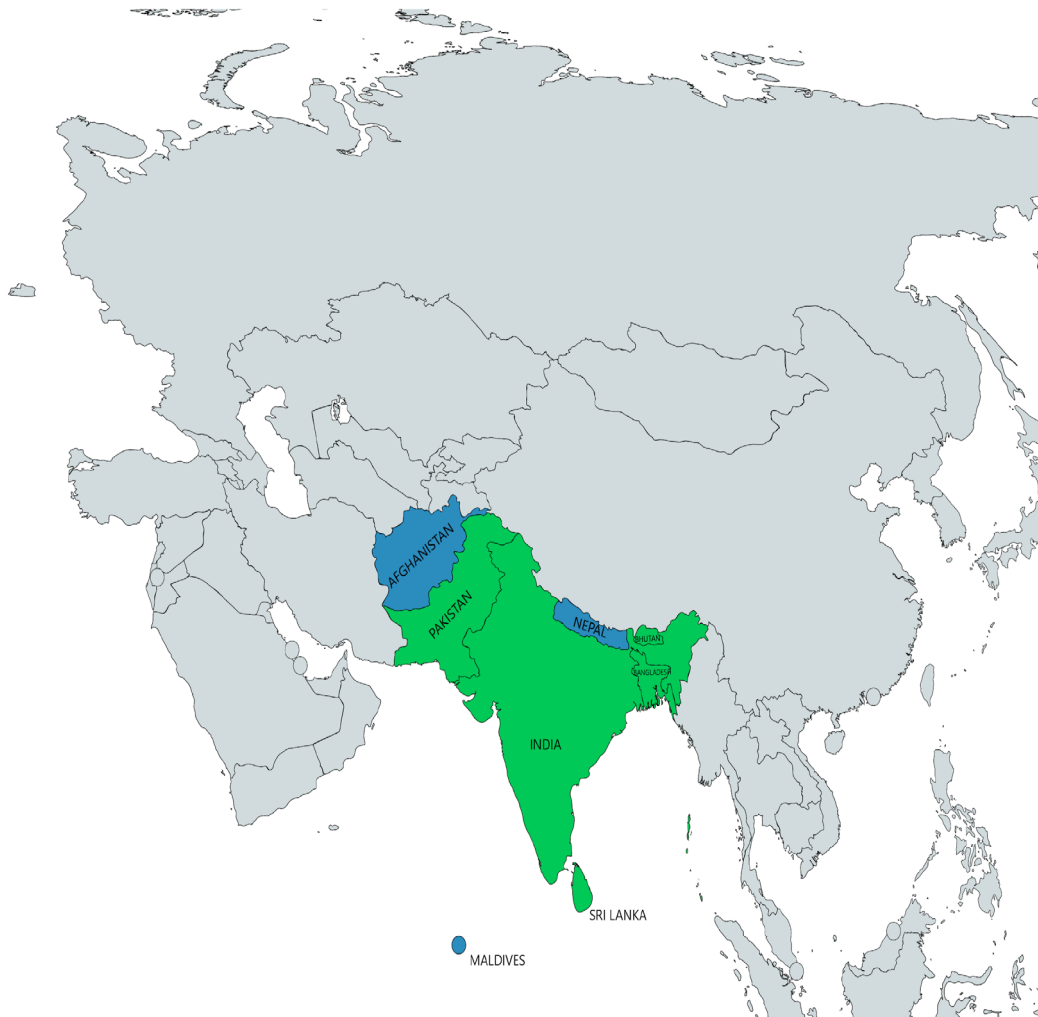 AFGHANISTAN
PAKISTAN
NEPAL
BHUTAN
BANGLADESH
INDIA
SRI LANKA
MALDIVES